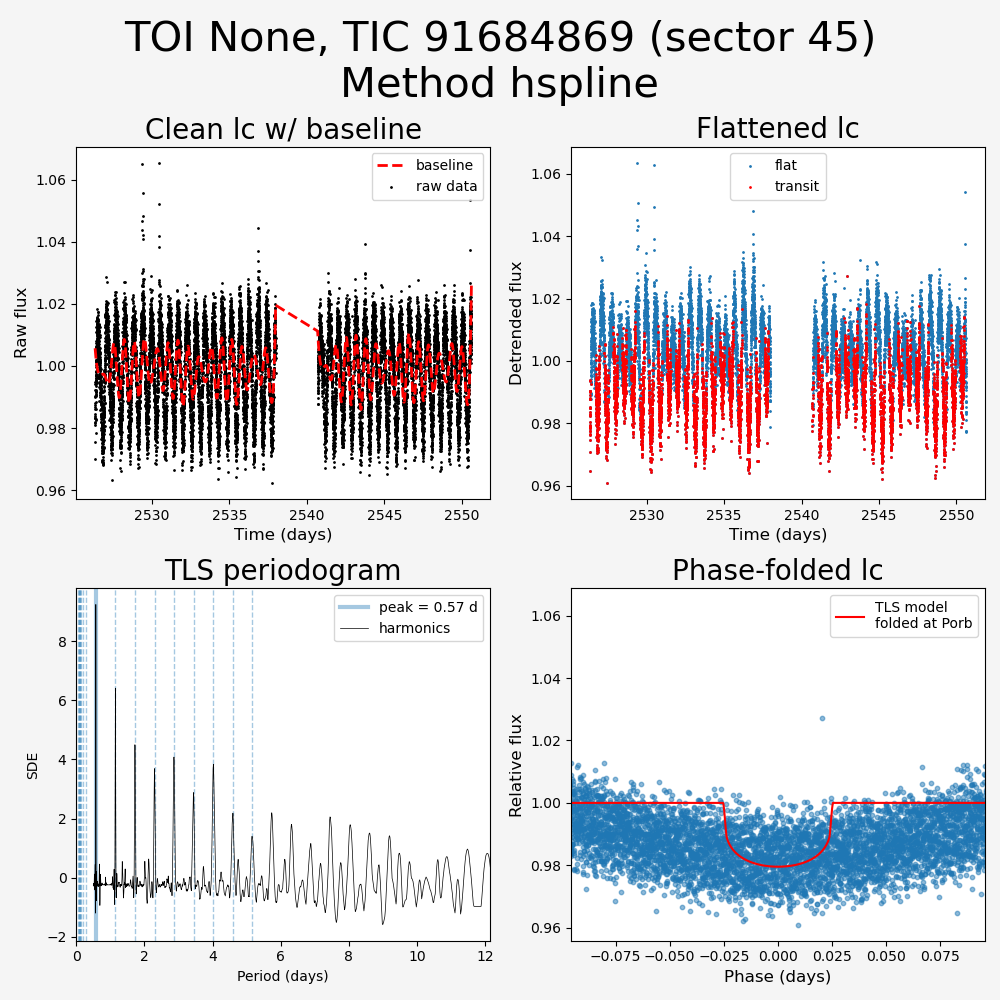 TOI None, TIC 91684869 (sector 45)
Method hspline
Clean lc w/ baseline
Flattened lc
baseline
raw data
flat
transit
Raw flux
1.06
1.04
1.02
1.00
0.98
0.96
2530
2535
2540
2545
2550
Time (days)
Detrended flux
1.06
1.04
1.02
1.00
0.98
0.96
2530
2535
2540
2545
2550
Time (days)
TLS periodogram
Phase-folded lc
peak = 0.57 d
harmonics
TLS model
folded at Porb
SDE
8
6
4
2
0
−2
0
2
4
6
8
10
12
Period (days)
Relative flux
1.06
1.04
1.02
1.00
0.98
0.96
−0.075
−0.050
−0.025
0.000
0.025
0.050
0.075
Phase (days)